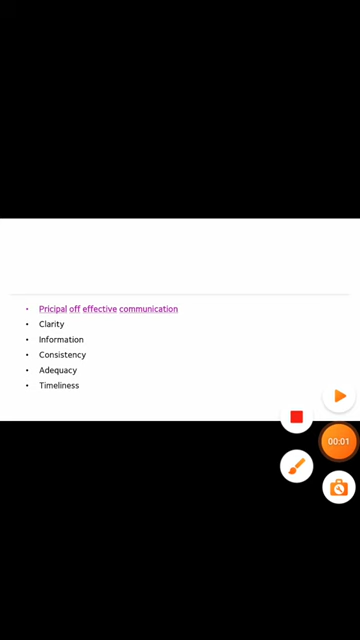 • Pricipal off effective communication
• Clarity
• Information
• Consistency
• Adequacy
• Timeliness
00:01